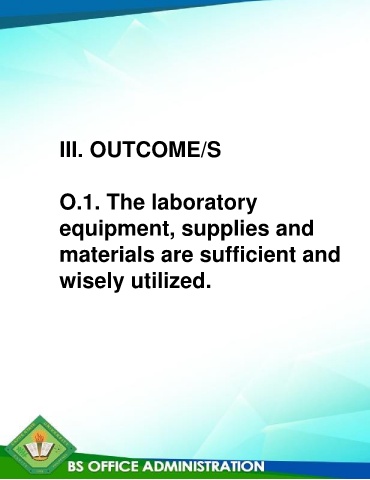 III. OUTCOME/S
O.1. The laboratory
equipment, supplies and
materials are sufficient and
wisely utilized.
BS OFFICE ADMINISTRATION